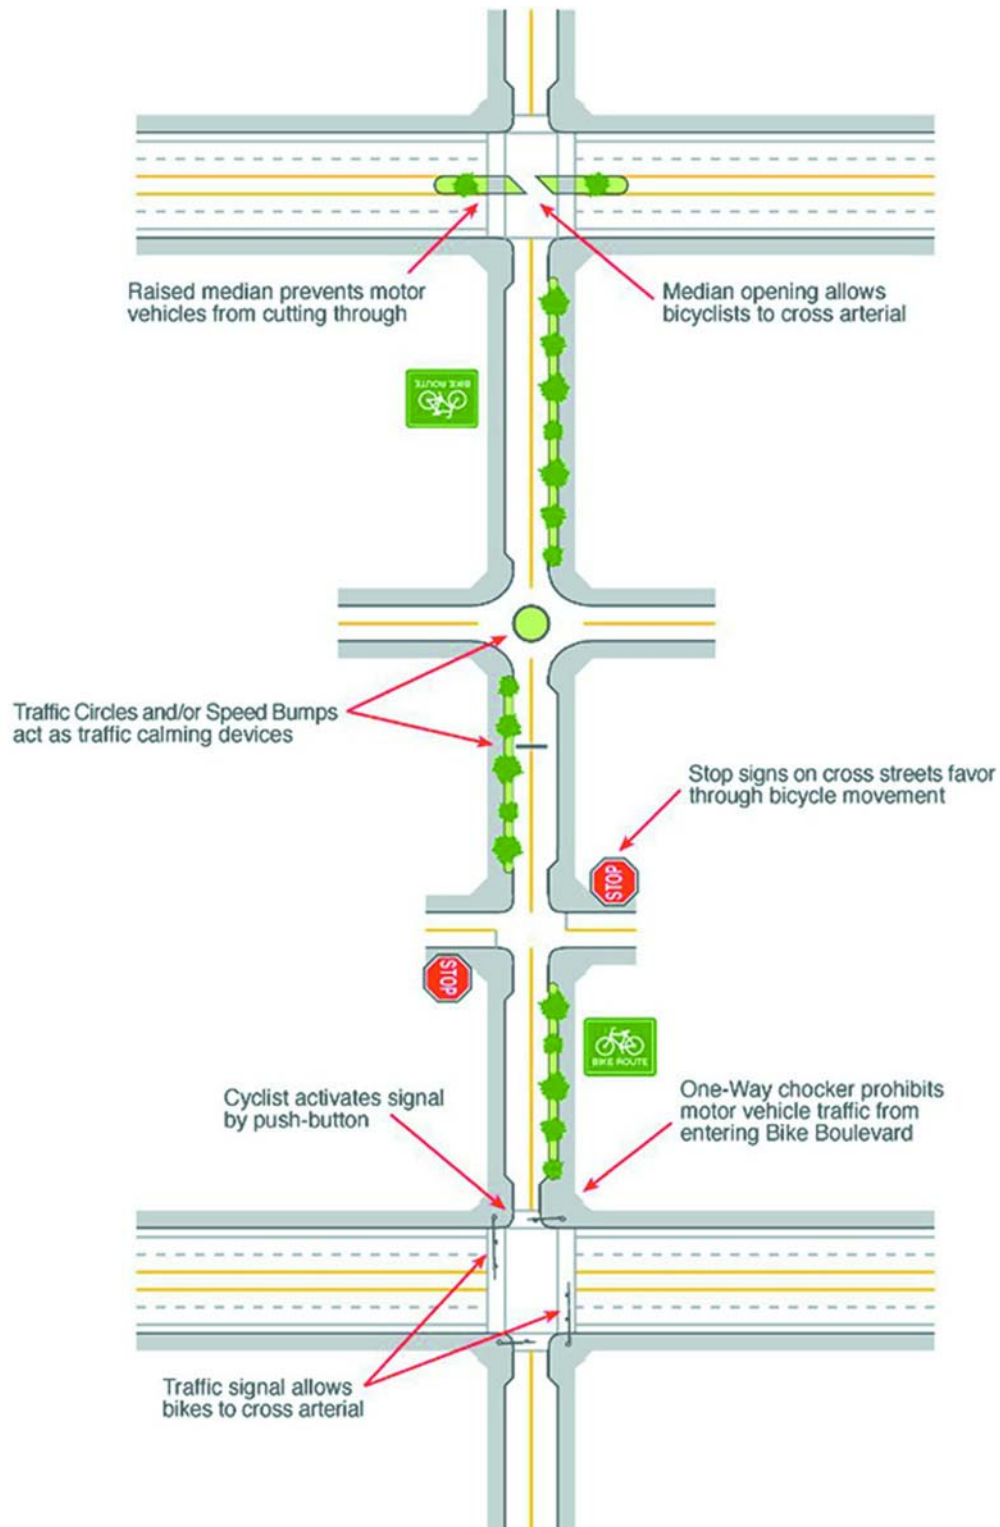 Raised median prevents motor
vehicles from cutting through
Median opening allows
bicyclists to cross arterial
BIKE ROUTE
Traffic Circles and/or Speed Bumps
act as traffic calming devices
Stop signs on cross streets favor
through bicycle movement
STOP
STOP
BIKE ROUTE
Cyclist activates signal
by push-button
One-Way chocker prohibits
motor vehicle traffic from
entering Bike Boulevard
Traffic signal allows
bikes to cross arterial